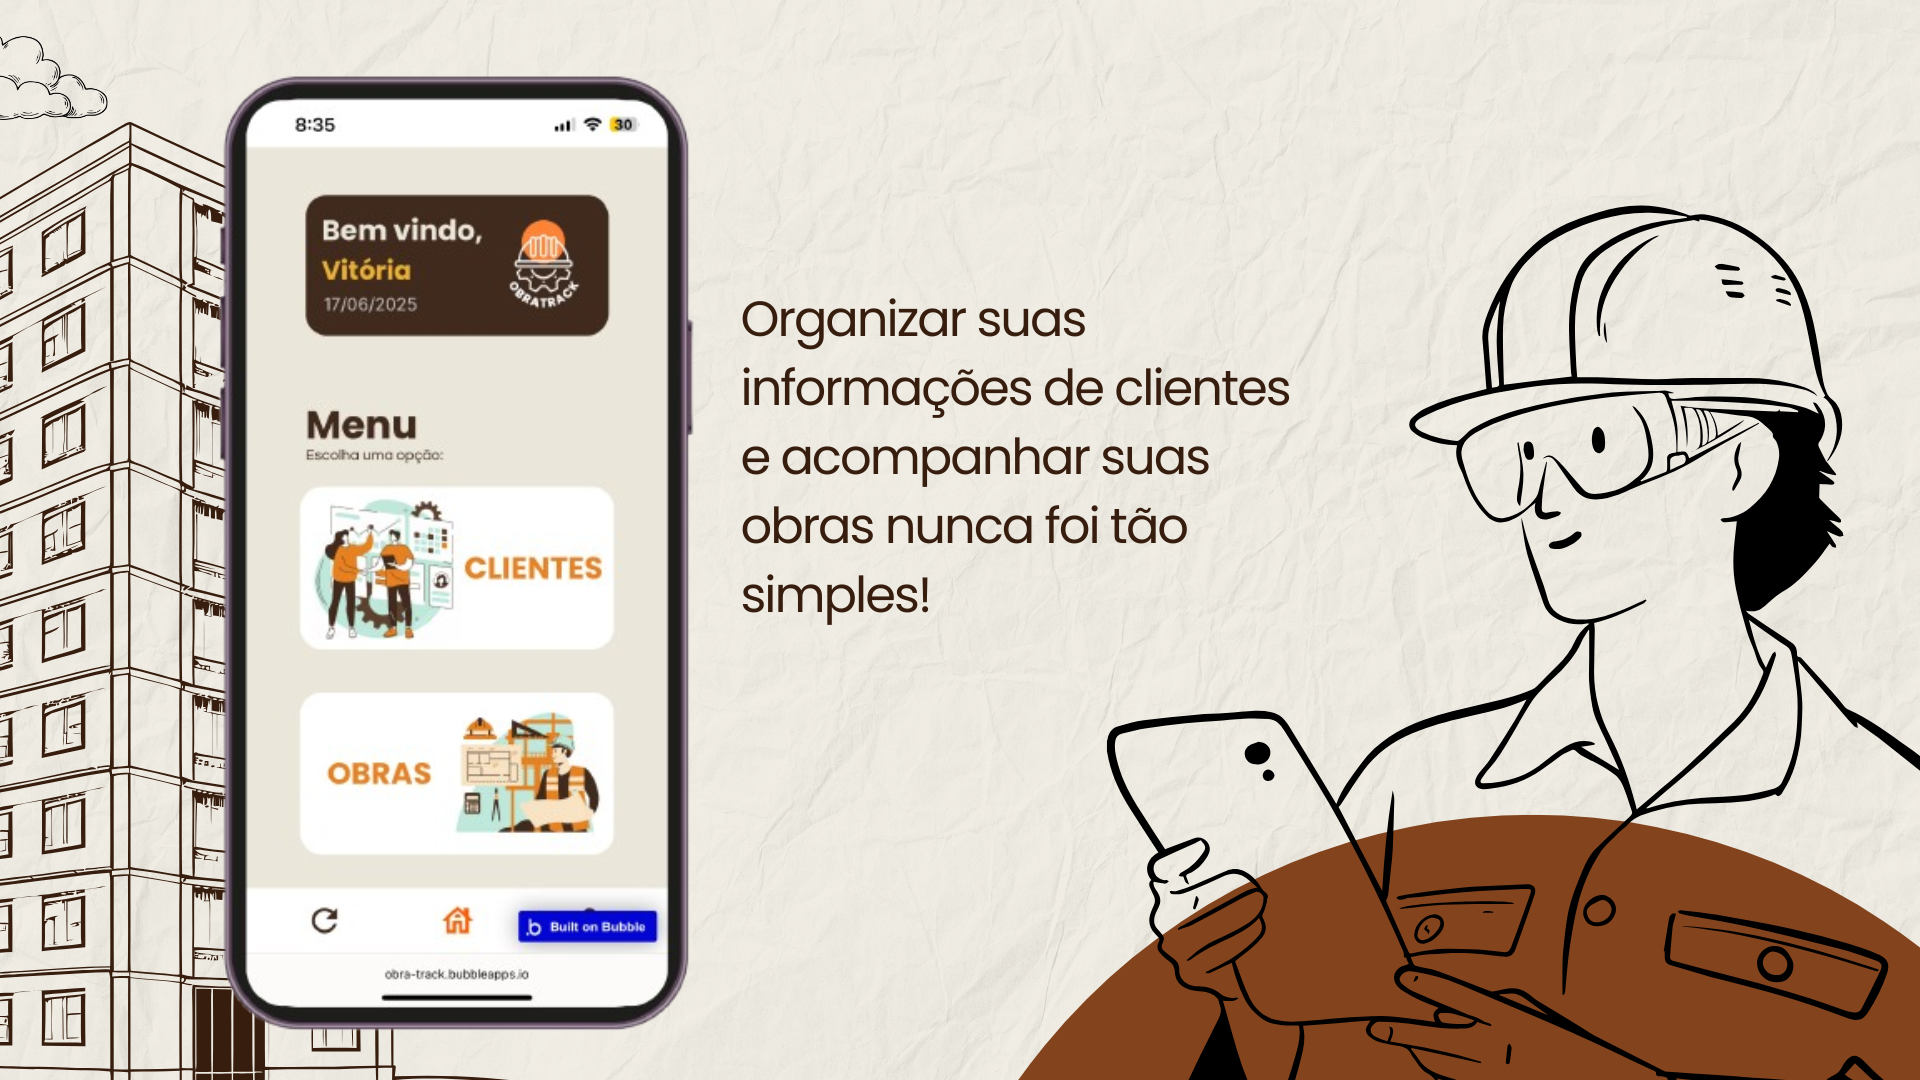 8:35
30
Bem vindo,
Vitória
17/06/2025
OBRATRACK
Menu
Escolha uma opção:
CLIENTES
OBRAS
b Built on Bubble
obra-track.bubbleapps.io
Organizar suas
informações de clientes
e acompanhar suas
obras nunca foi tão
simples!